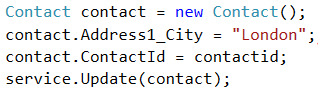 Contact contact = new Contact();
contact.Address1_City = "London";
contact.ContactId = contactid;
service.Update(contact);